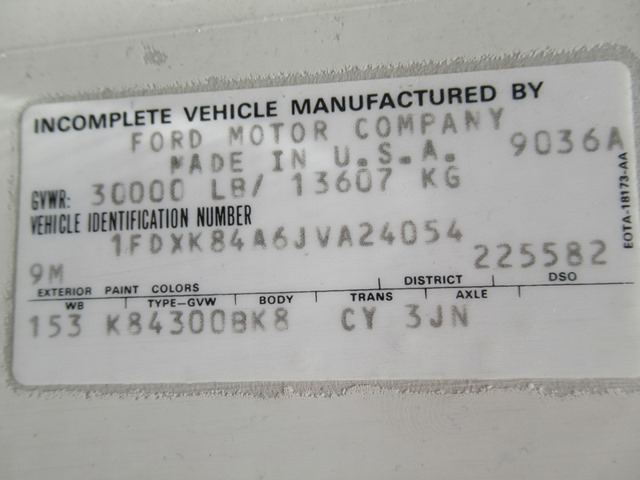 INCOMPLETE VEHICLE MANUFACTURED BY
FORD MOTOR COMPANY
MADE IN U.S.A. 9036A
GVWR: 30000 LB/ 13607 KG
VEHICLE IDENTIFICATION NUMBER
1FDXK84A6JVA24054
9M 225582
EXTERIOR PAINT COLORS DISTRICT DSO
WB TYPE-GVW BODY TRANS AXLE
153 K84300BK8 CY 3JN
EOTA-18173-AA